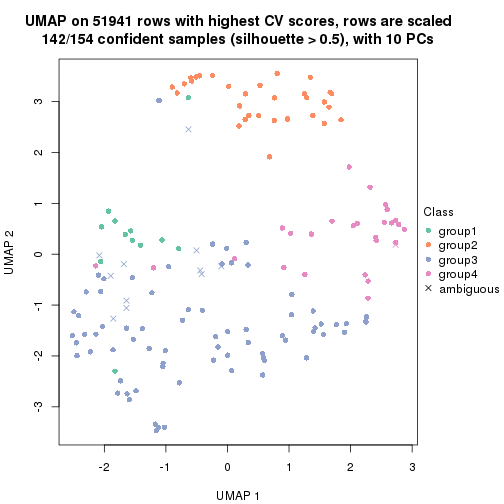 UMAP on 51941 rows with highest CV scores, rows are scaled
142/154 confident samples (silhouette > 0.5), with 10 PCs
3
2
1
0
-1
-2
-3
UMAP 2
-2
-1
0
1
2
3
UMAP 1
Class
group1
group2
group3
group4
ambiguous